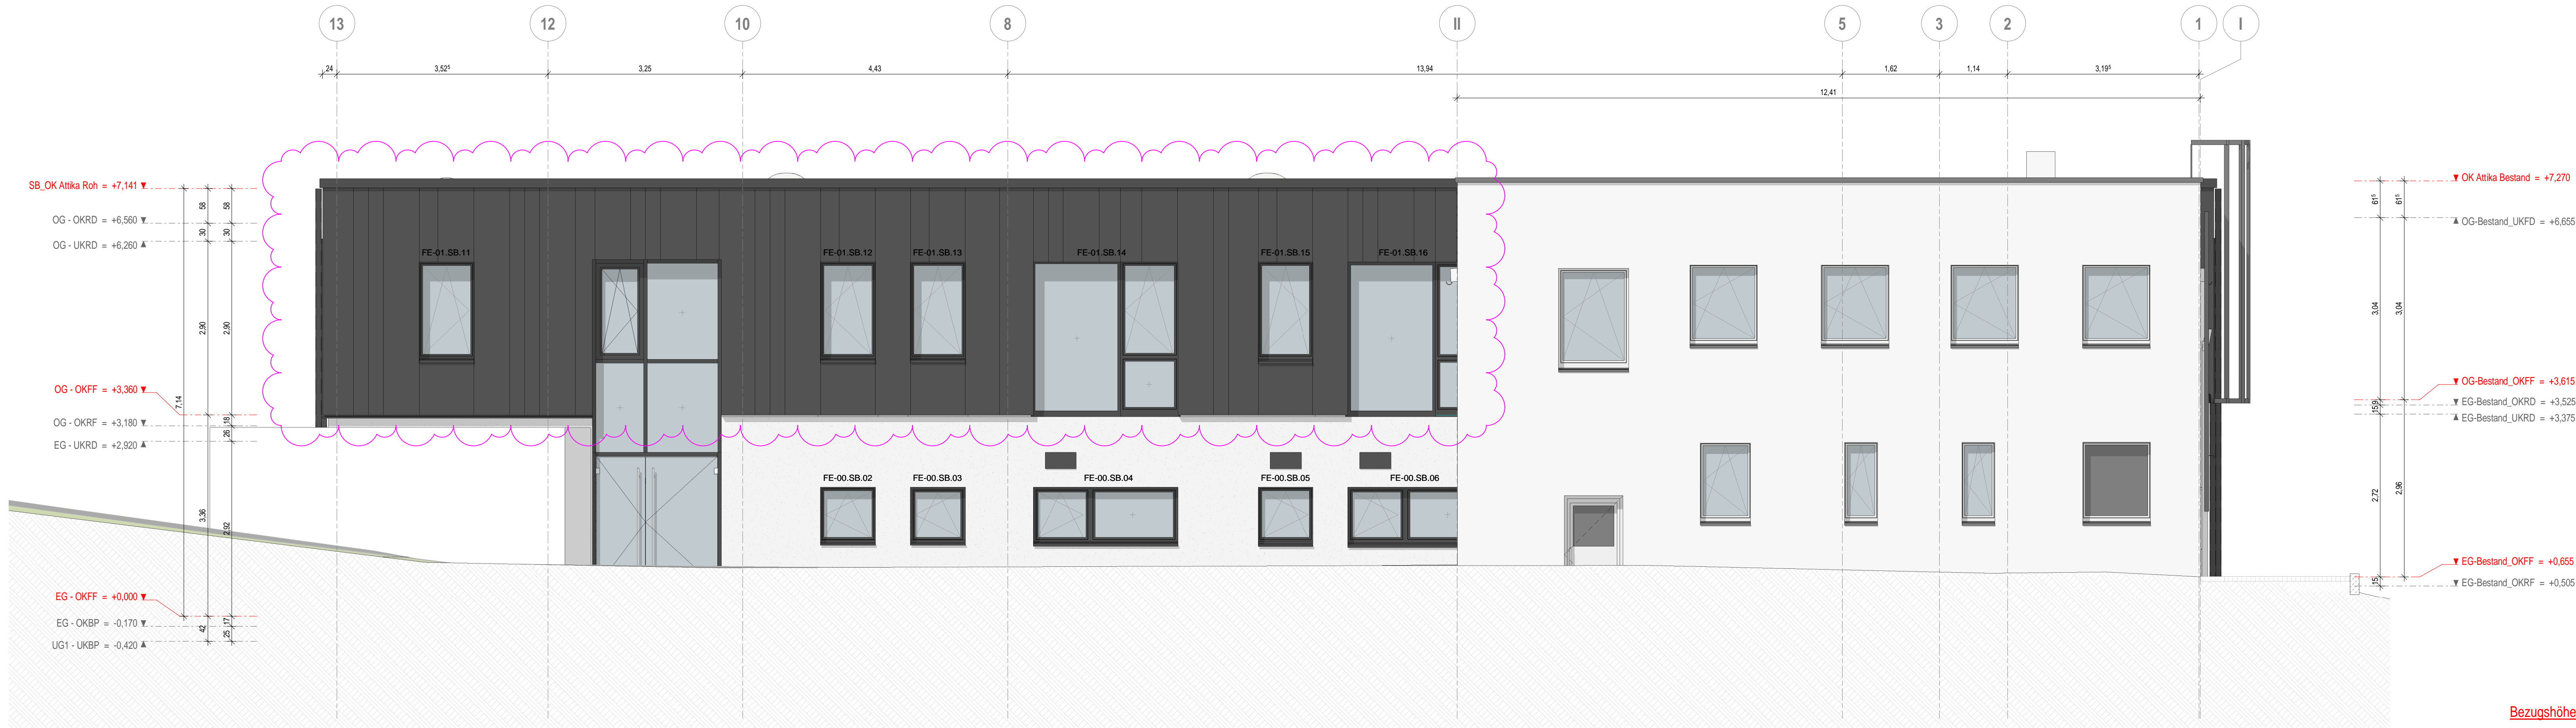 13 12 10 8 II 5 3 2 1 I
24 3,52⁵ 3,25 4,43 13,94 1,62 1,14 3,19⁵
12,41
SB_OK Attika Roh = +7,141
OG - OKRD = +6,560
OG - UKRD = +6,260
OG - OKFF = +3,360
OG - OKRF = +3,180
EG - UKRD = +2,920
EG - OKFF = +0,000
EG - OKBP = -0,170
UG1 - UKBP = -0,420
7,14
58
30
2,90
3,36
42
58
30
2,90
18
26
2,92
17
25
FE-01.SB.11 FE-01.SB.12 FE-01.SB.13 FE-01.SB.14 FE-01.SB.15 FE-01.SB.16
FE-00.SB.02 FE-00.SB.03 FE-00.SB.04 FE-00.SB.05 FE-00.SB.06
61⁵
3,04
9
15
2,72
15
61⁵
3,04
2,96
OK Attika Bestand = +7,270
OG-Bestand_UKFD = +6,655
OG-Bestand_OKFF = +3,615
EG-Bestand_OKRD = +3,525
EG-Bestand_UKRD = +3,375
EG-Bestand_OKFF = +0,655
EG-Bestand_OKRF = +0,505
Bezugshöhe